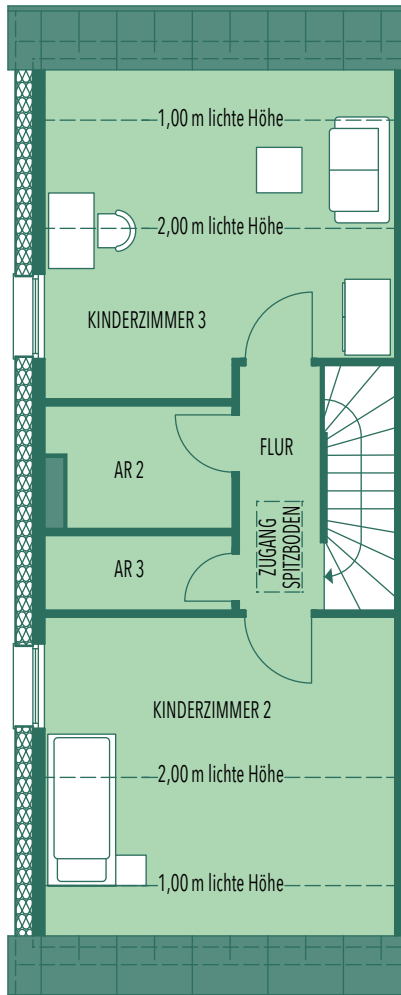 1,00 m lichte Höhe
2,00 m lichte Höhe
KINDERZIMMER 3
FLUR
AR 2
ZUGANG
SPITZBODEN
AR 3
KINDERZIMMER 2
2,00 m lichte Höhe
1,00 m lichte Höhe